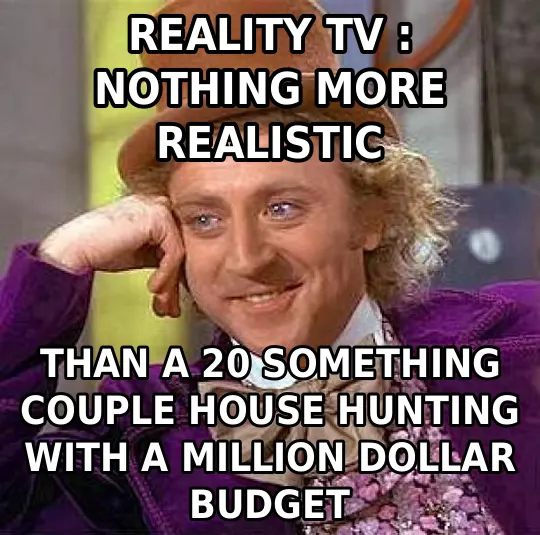 REALITY TV :
NOTHING MORE
REALISTIC
THAN A 20 SOMETHING
COUPLE HOUSE HUNTING
WITH A MILLION DOLLAR
BUDGET